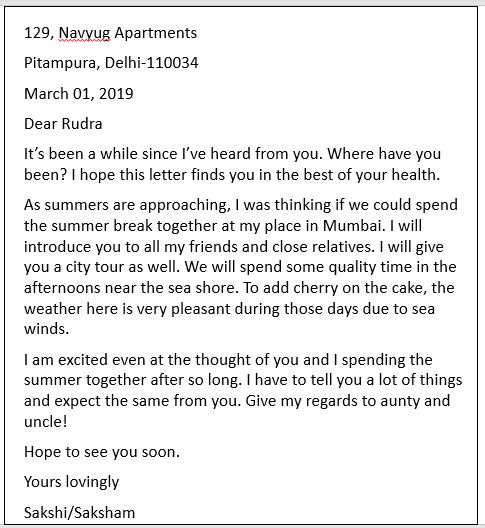 129, Navyug Apartments
Pitampura, Delhi-110034
March 01, 2019
Dear Rudra
It’s been a while since I’ve heard from you. Where have you
been? I hope this letter finds you in the best of your health.
As summers are approaching, I was thinking if we could spend
the summer break together at my place in Mumbai. I will
introduce you to all my friends and close relatives. I will give
you a city tour as well. We will spend some quality time in the
afternoons near the sea shore. To add cherry on the cake, the
weather here is very pleasant during those days due to sea
winds.
I am excited even at the thought of you and I spending the
summer together after so long. I have to tell you a lot of things
and expect the same from you. Give my regards to aunty and
uncle!
Hope to see you soon.
Yours lovingly
Sakshi/Saksham